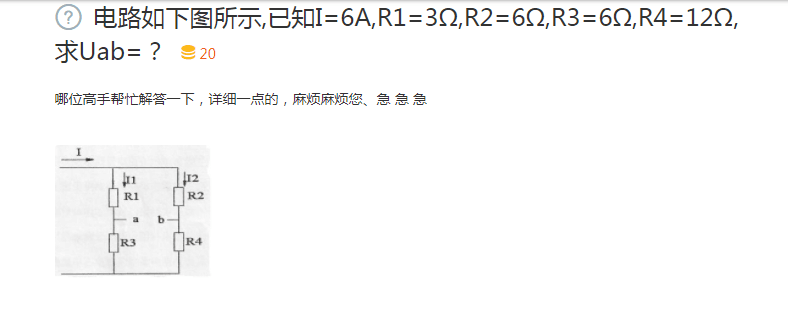 ? 电路如下图所示,已知I=6A,R1=3Ω,R2=6Ω,R3=6Ω,R4=12Ω,
求Uab=？ 20
哪位高手帮忙解答一下，详细一点的，麻烦麻烦您、急 急 急
I
I1 I2
R1 R2
a b
R3 R4